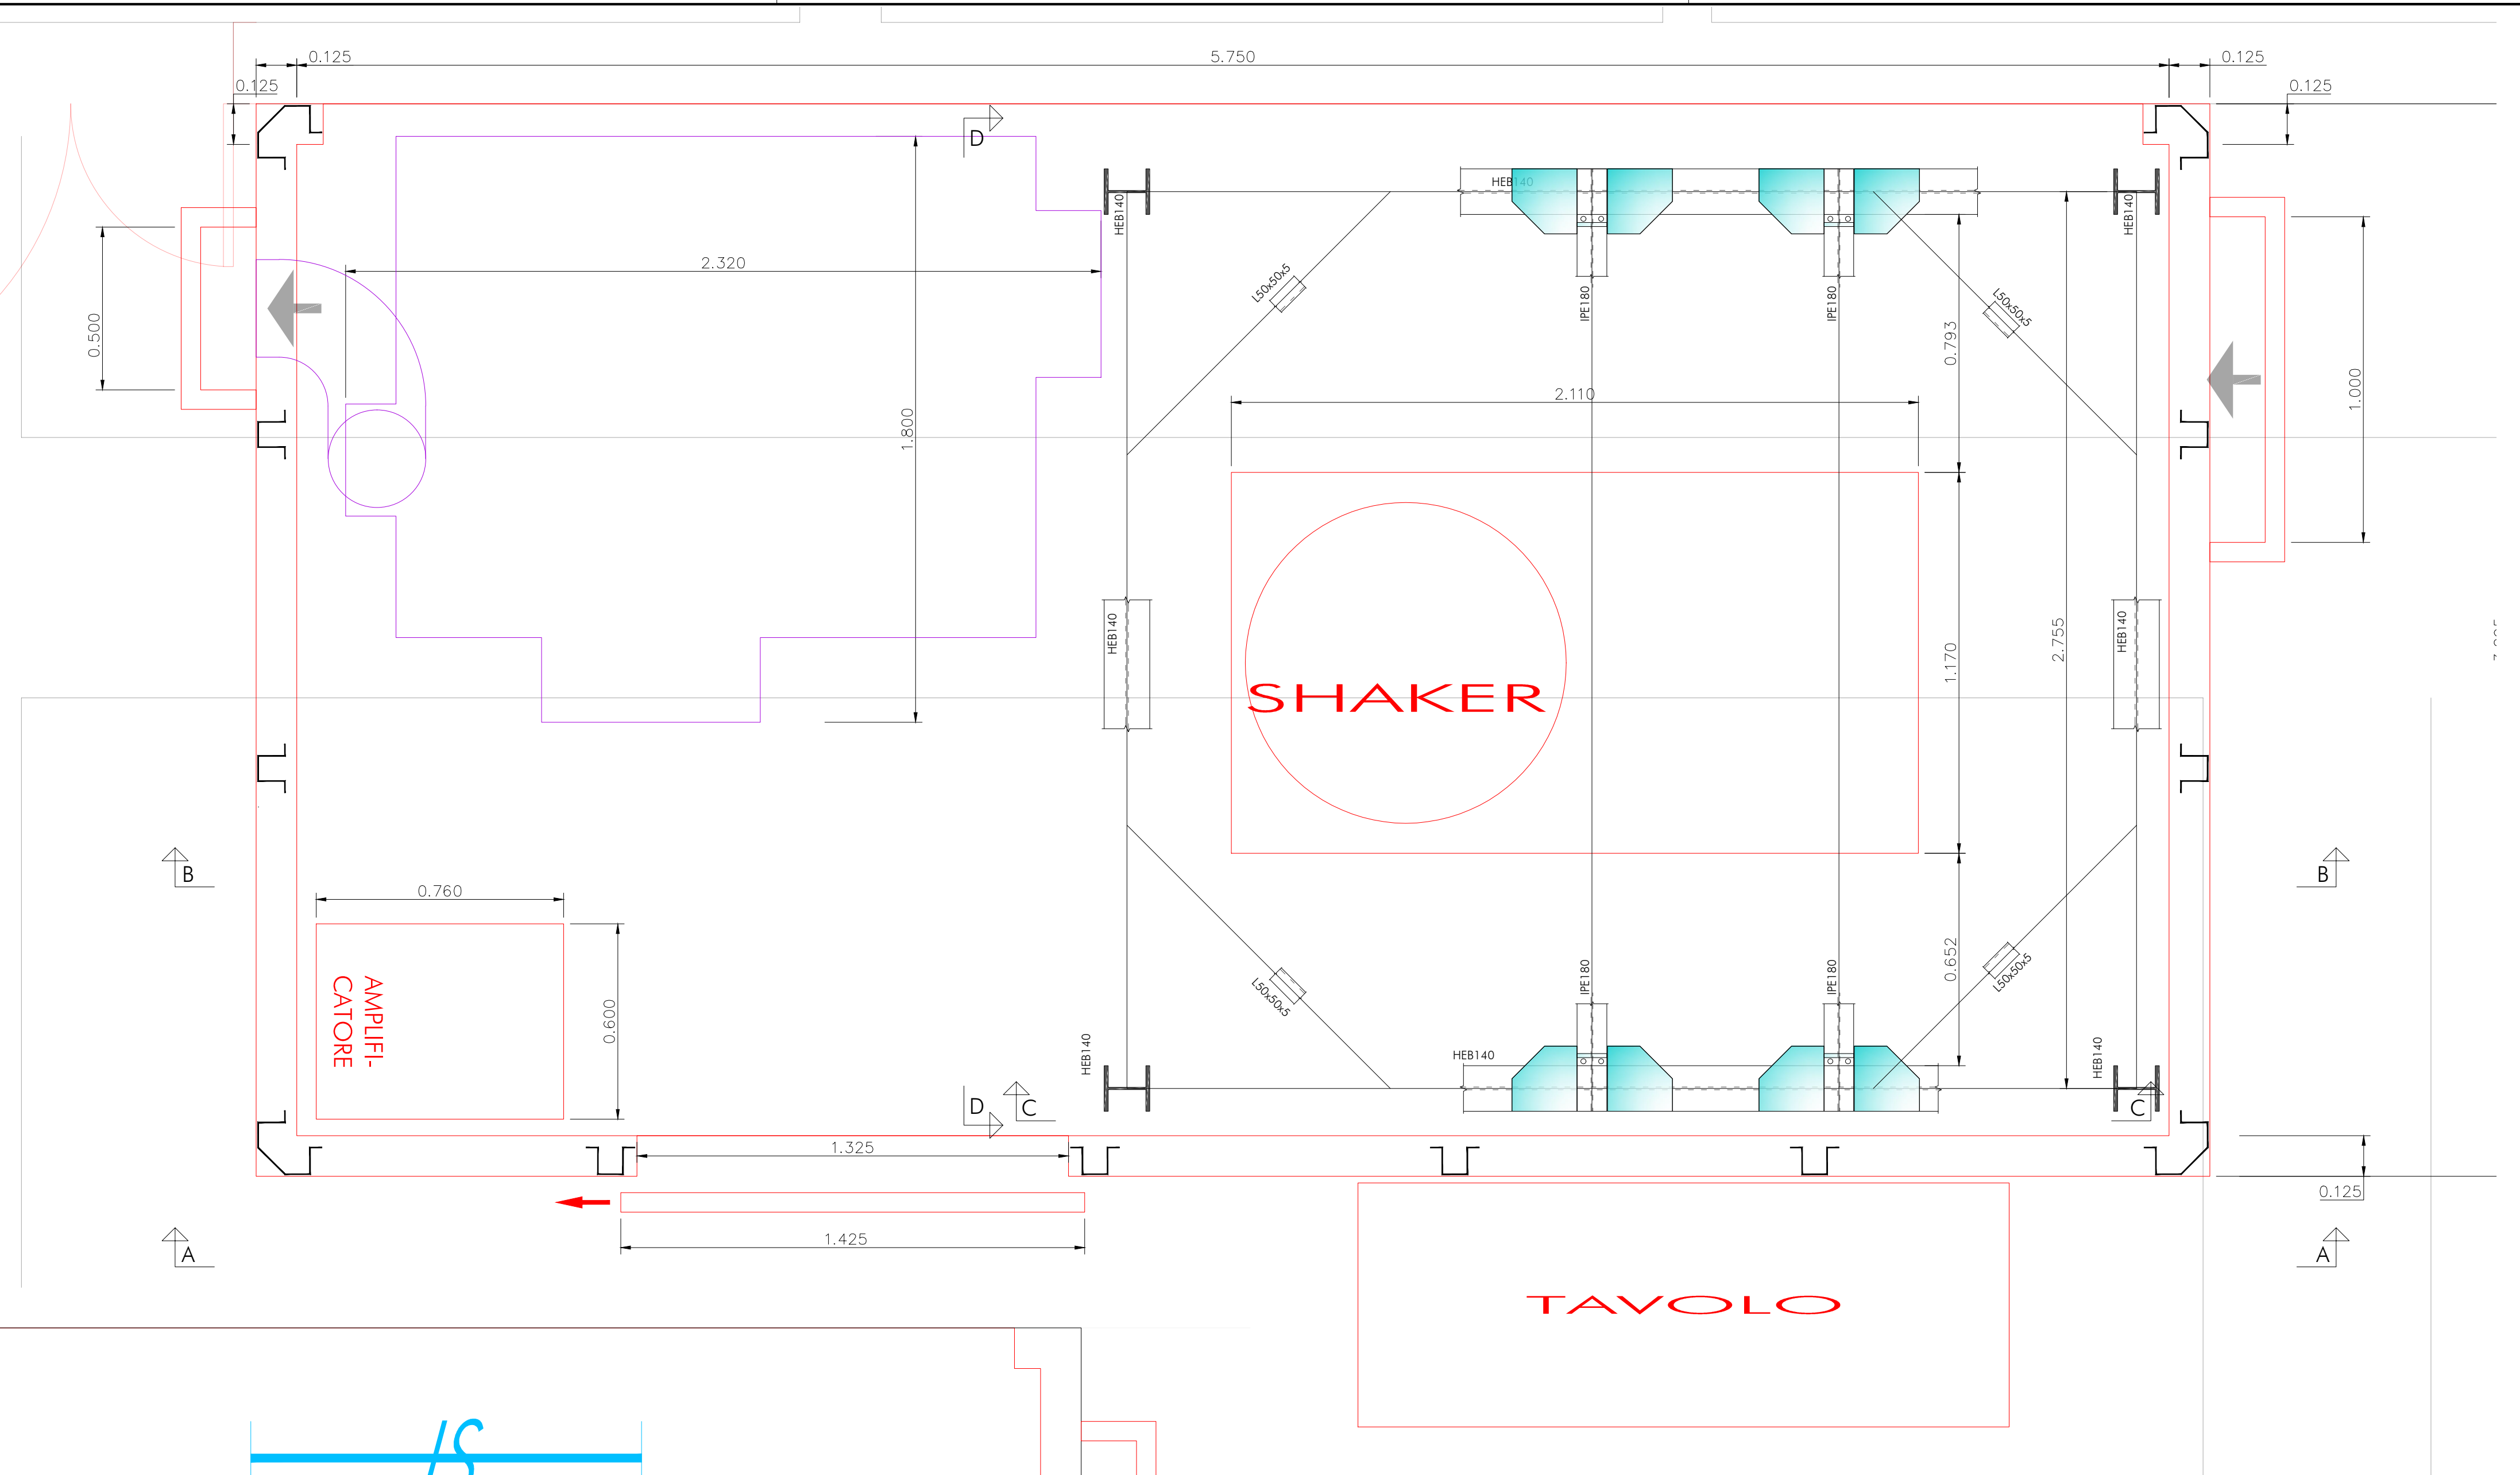 0.125
5.750
0.125
0.125
0.125
D
HEB140
HEB140
HEB140
2.320
L50x50x5
IPE180
IPE180
L50x50x5
0.500
0.793
1.000
2.110
1.800
HEB140
HEB140
2.755
1.170
SHAKER
B
B
0.760
0.652
IPE180
IPE180
L50x50x5
L50x50x5
AMPLIFI-
CATORE
0.600
HEB140
HEB140
HEB140
D
C
C
1.325
0.125
1.425
A
A
TAVOLO